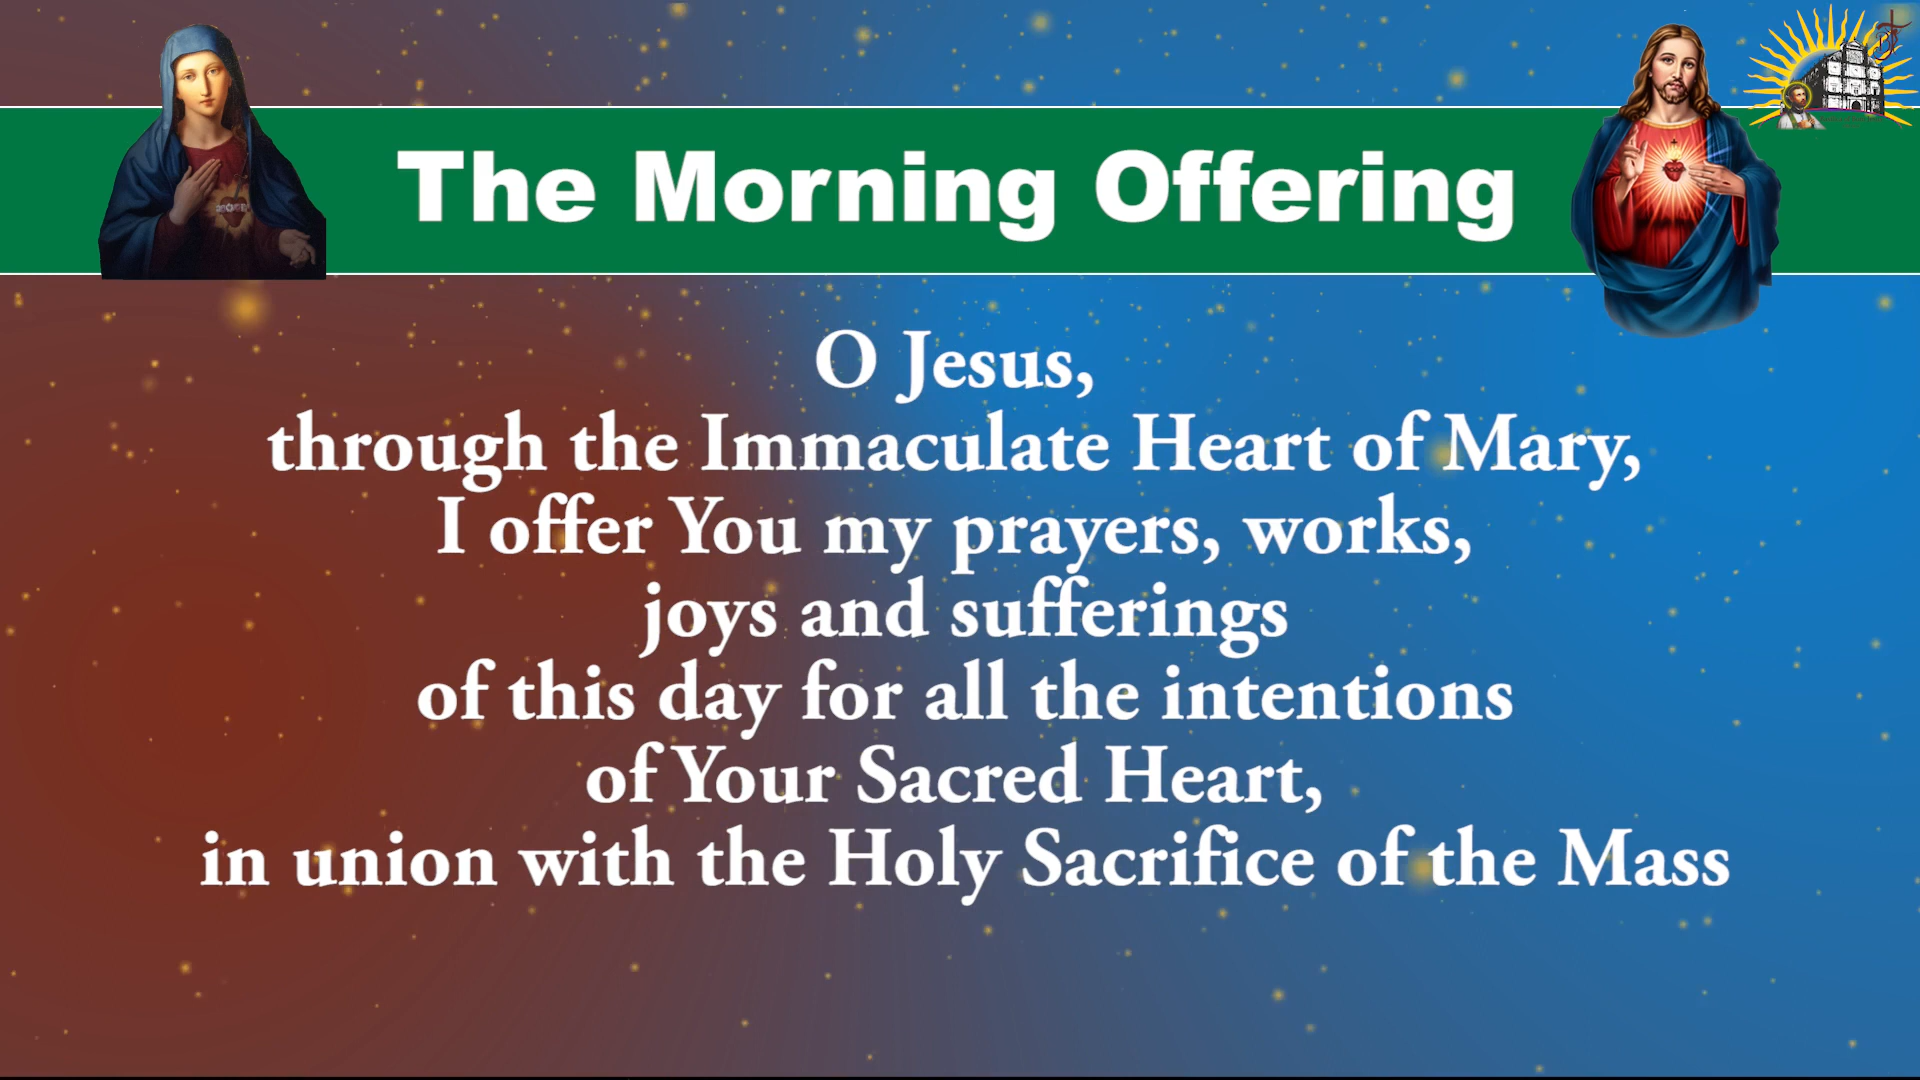 The Morning Offering
O Jesus,
through the Immaculate Heart of Mary,
I offer You my prayers, works,
joys and sufferings
of this day for all the intentions
of Your Sacred Heart,
in union with the Holy Sacrifice of the Mass